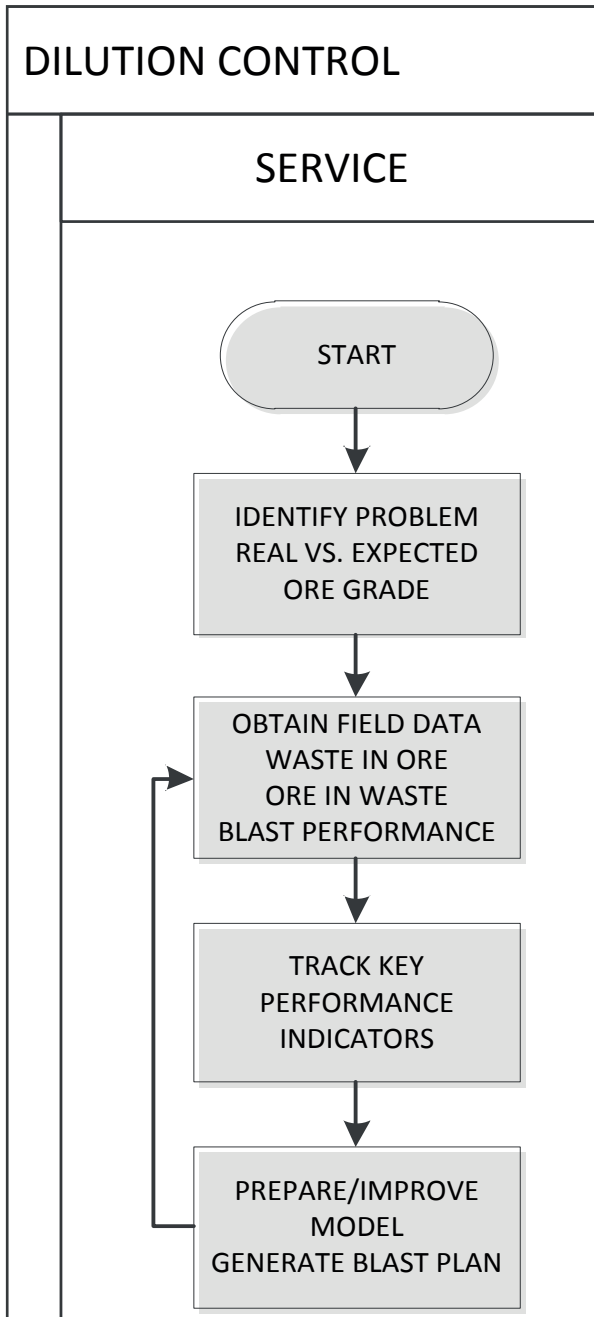 DILUTION CONTROL
SERVICE
START
IDENTIFY PROBLEM
REAL VS. EXPECTED
ORE GRADE
OBTAIN FIELD DATA
WASTE IN ORE
ORE IN WASTE
BLAST PERFORMANCE
TRACK KEY
PERFORMANCE
INDICATORS
PREPARE/IMPROVE
MODEL
GENERATE BLAST PLAN